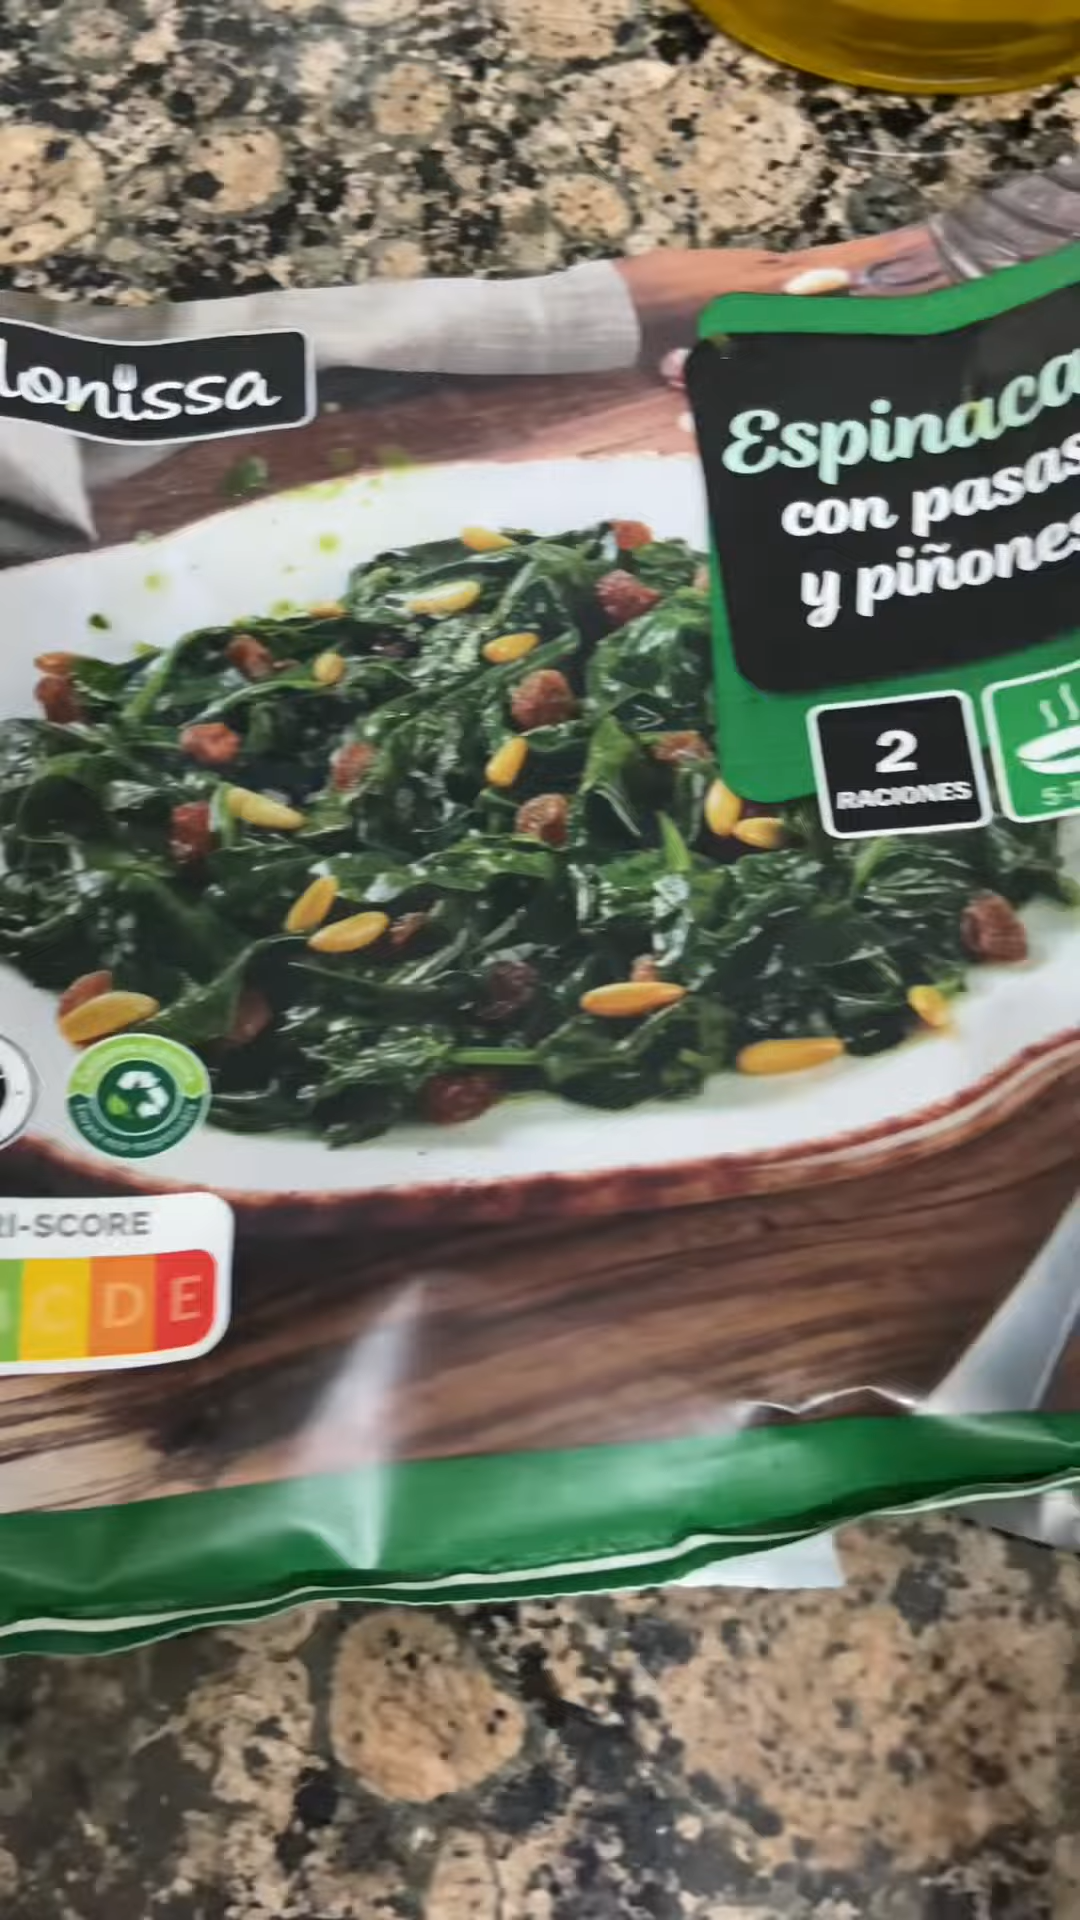 lonissa
Espinaca
con pasas
y piñones
2
RACIONES
RI-SCORE
C D E